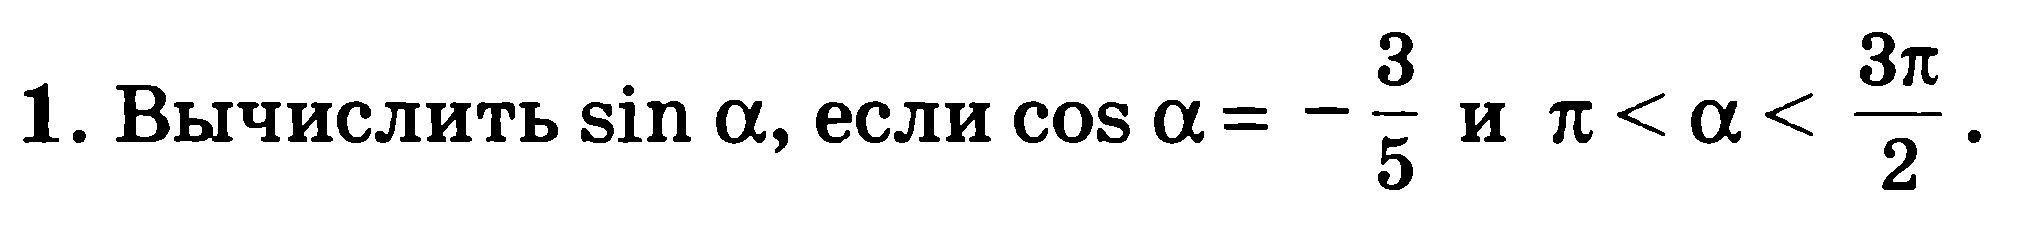 1. Вычислить sin α, если cos α = −3/5 и π < α < 3π/2.